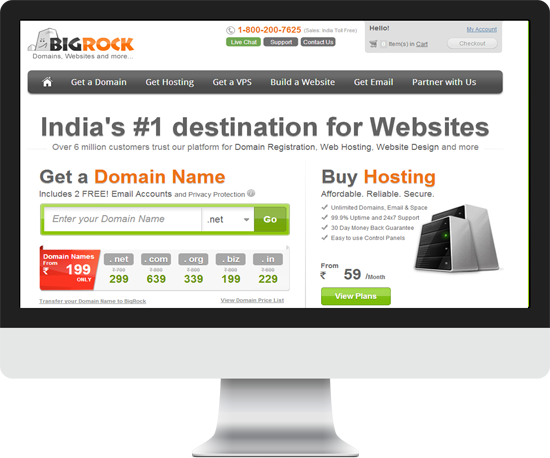 BIGROCK
Domains, Websites and more...
1-800-200-7625 (Sales: India Toll Free)
Live Chat Support Contact Us
Hello! My Account
Item(s) in Cart Checkout
Get a Domain Get Hosting Get a VPS Build a Website Get Email Partner with Us
India's #1 destination for Websites
Over 6 million customers trust our platform for Domain Registration, Web Hosting, Website Design and more
Get a Domain Name
Includes 2 FREE! Email Accounts and Privacy Protection
Enter your Domain Name .net Go
Domain Names
From
₹ 199
ONLY
.net .com .org .biz .in
299 639 339 199 229
Transfer your Domain Name to BigRock View Domain Price List
Buy Hosting
Affordable. Reliable. Secure.
Unlimited Domains, Email & Space
99.9% Uptime and 24x7 Support
30 Day Money Back Guarantee
Easy to use Control Panels
From
₹ 59 /Month
View Plans